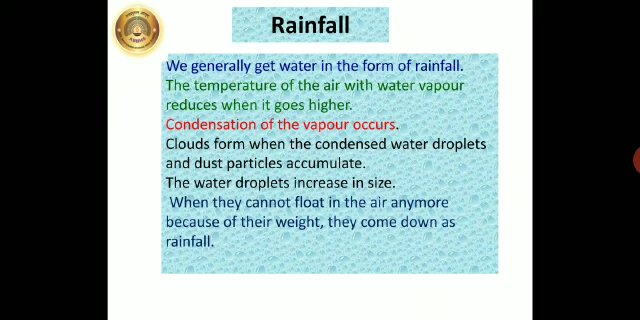 Rainfall
We generally get water in the form of rainfall.
The temperature of the air with water vapour
reduces when it goes higher.
Condensation of the vapour occurs.
Clouds form when the condensed water droplets
and dust particles accumulate.
The water droplets increase in size.
When they cannot float in the air anymore
because of their weight, they come down as
rainfall.